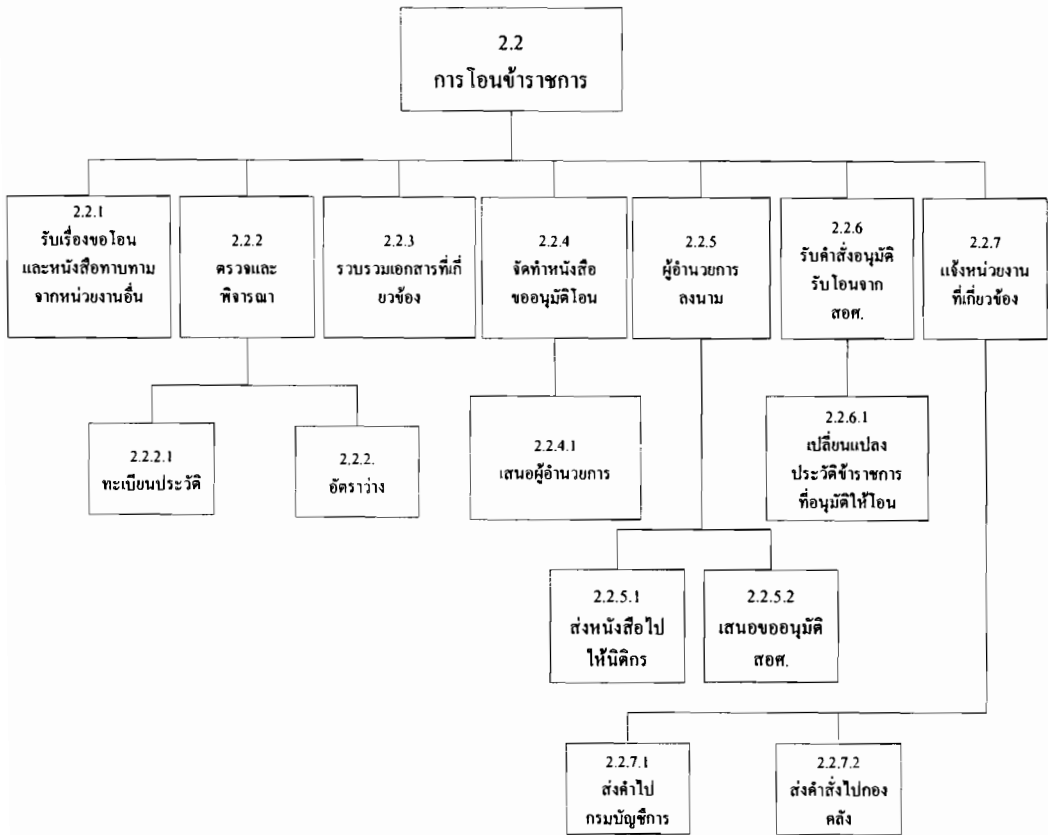 2.2
การโอนข้าราชการ
2.2.1
รับเรื่องขอโอน
และหนังสือทาบทาม
จากหน่วยงานอื่น
2.2.2
ตรวจและ
พิจารณา
2.2.3
รวบรวมเอกสารที่เกี่
ยวข้อง
2.2.4
จัดทำหนังสือ
ขออนุมัติโอน
2.2.5
ผู้อำนวยการ
ลงนาม
2.2.6
รับคำสั่งอนุมัติ
รับโอนจาก
สอศ.
2.2.7
แจ้งหน่วยงาน
ที่เกี่ยวข้อง
2.2.2.1
ทะเบียนประวัติ
2.2.2.
อัตราว่าง
2.2.4.1
เสนอผู้อำนวยการ
2.2.6.1
เปลี่ยนแปลง
ประวัติข้าราชการ
ที่อนุมัติให้โอน
2.2.5.1
ส่งหนังสือไป
ให้นิติกร
2.2.5.2
เสนอขออนุมัติ
สอศ.
2.2.7.1
ส่งคำไป
กรมบัญชีการ
2.2.7.2
ส่งคำสั่งไปกอง
คลัง